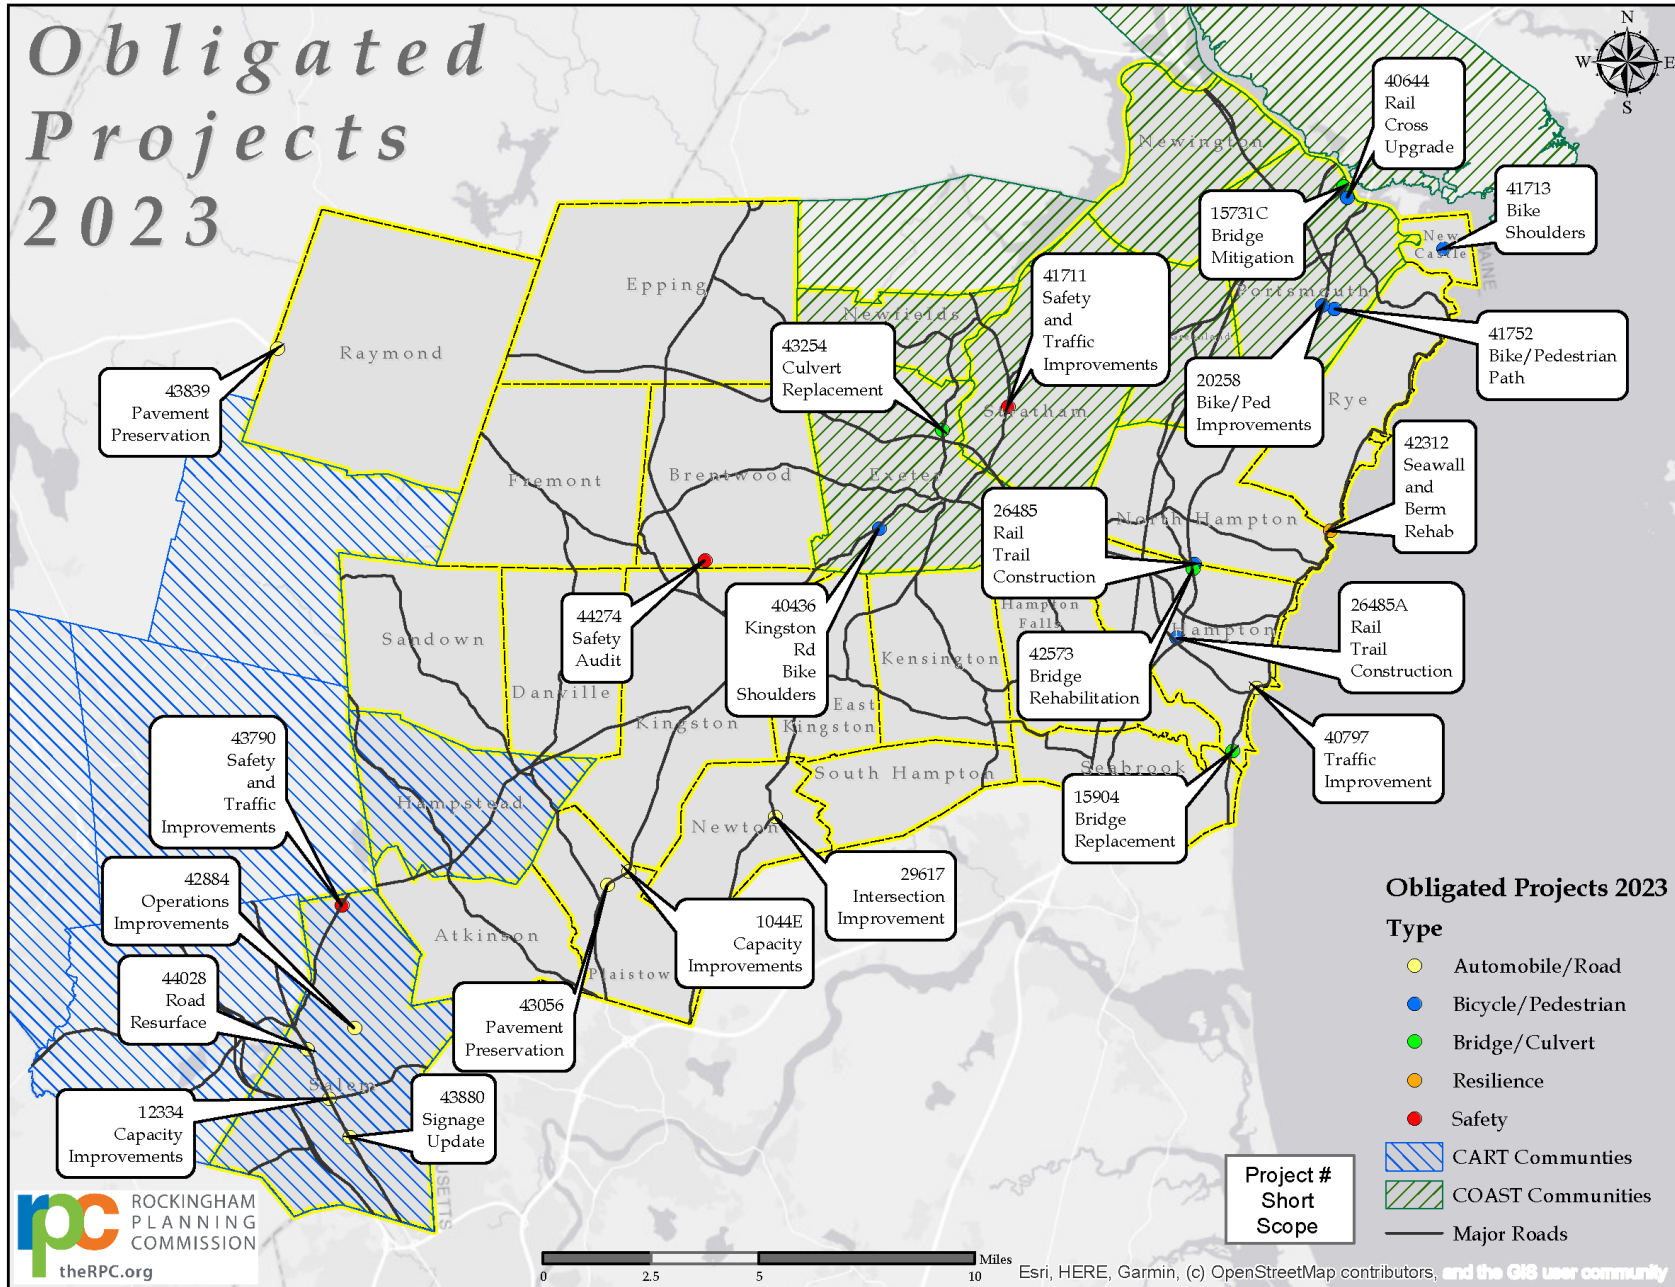 Obligated
Projects
2023
N
W
E
S
40644
Rail
Cross
Upgrade
41713
Bike
Shoulders
15731C
Bridge
Mitigation
41711
Safety
and
Traffic
Improvements
43254
Culvert
Replacement
41752
Bike/Pedestrian
Path
20258
Bike/Ped
Improvements
43839
Pavement
Preservation
42312
Seawall
and
Berm
Rehab
26485
Rail
Trail
Construction
44274
Safety
Audit
40436
Kingston
Rd
Bike
Shoulders
42573
Bridge
Rehabilitation
26485A
Rail
Trail
Construction
43790
Safety
and
Traffic
Improvements
40797
Traffic
Improvement
15904
Bridge
Replacement
42884
Operations
Improvements
29617
Intersection
Improvement
1044E
Capacity
Improvements
44028
Road
Resurface
43056
Pavement
Preservation
12334
Capacity
Improvements
43880
Signage
Update
Newington
New
Castle
Portsmouth
Greenland
Epping
Newfields
Raymond
Stratham
Rye
Fremont
Brentwood
Exeter
North Hampton
Hampton
Falls
Hampton
Sandown
Danville
Kingston
East
Kingston
Kensington
South Hampton
Seabrook
Hampstead
Newton
Atkinson
Plaistow
Salem
AINE
USETTS
Obligated Projects 2023
Type
Automobile/Road
Bicycle/Pedestrian
Bridge/Culvert
Resilience
Safety
CART Communties
COAST Communities
Major Roads
Project #
Short
Scope
rpc
ROCKINGHAM
PLANNING
COMMISSION
theRPC.org
Miles
0 2.5 5 10
Esri, HERE, Garmin, (c) OpenStreetMap contributors, and the GIS user community